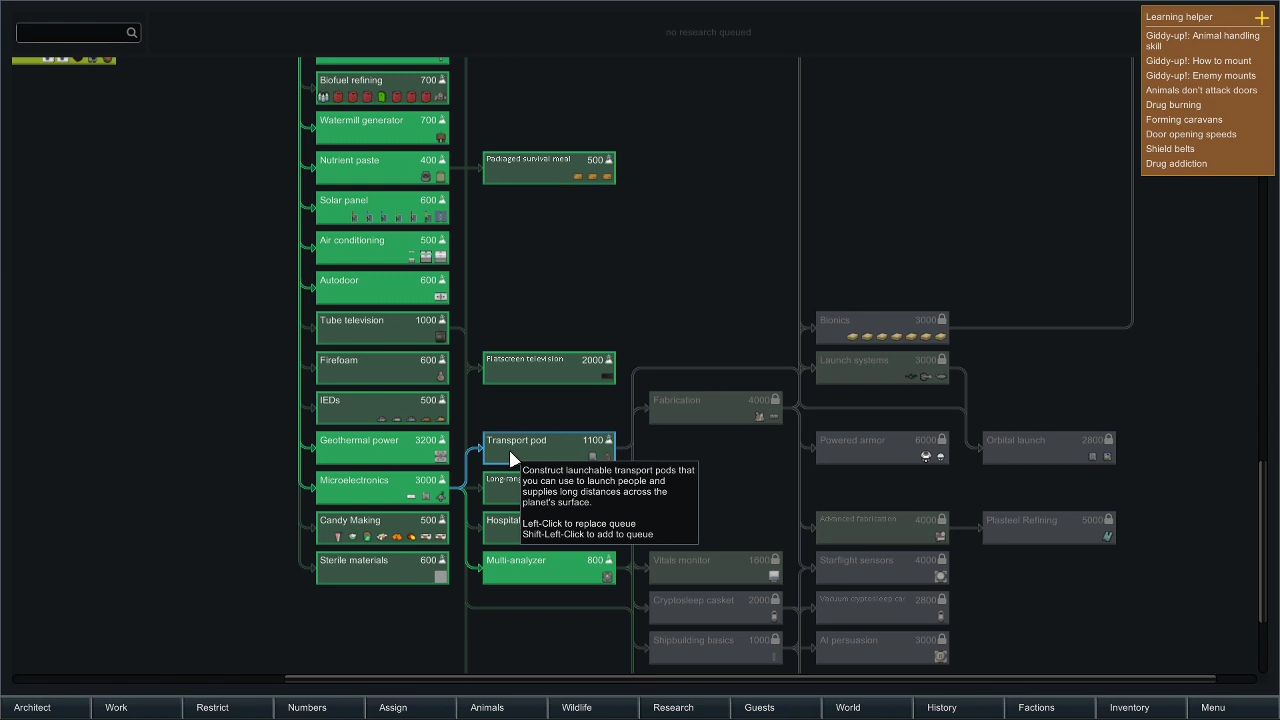 no research queued
Learning helper
Giddy-up!: Animal handling
skill
Giddy-up!: How to mount
Giddy-up!: Enemy mounts
Animals don't attack doors
Drug burning
Forming caravans
Door opening speeds
Shield belts
Drug addiction
Biofuel refining 700
Watermill generator 700
Nutrient paste 400
Packaged survival meal 500
Solar panel 600
Air conditioning 500
Autodoor 600
Tube television 1000
Bionics 3000
Firefoam 600
Flatscreen television 2000
Launch systems 3000
IEDs 500
Fabrication 4000
Geothermal power 3200
Transport pod 1100
Powered armor 6000
Orbital launch 2800
Construct launchable transport pods that
you can use to launch people and
supplies long distances across the
planet's surface.
Left-Click to replace queue
Shift-Left-Click to add to queue
Microelectronics 3000
Long-rang
Candy Making 500
Hospital
Advanced fabrication 4000
Plasteel Refining 5000
Sterile materials 600
Multi-analyzer 800
Vitals monitor 1600
Starflight sensors 4000
Cryptosleep casket 2000
Vacuum cryptosleep cas 2800
Shipbuilding basics 1000
AI persuasion 3000
Architect
Work
Restrict
Numbers
Assign
Animals
Wildlife
Research
Guests
World
History
Factions
Inventory
Menu